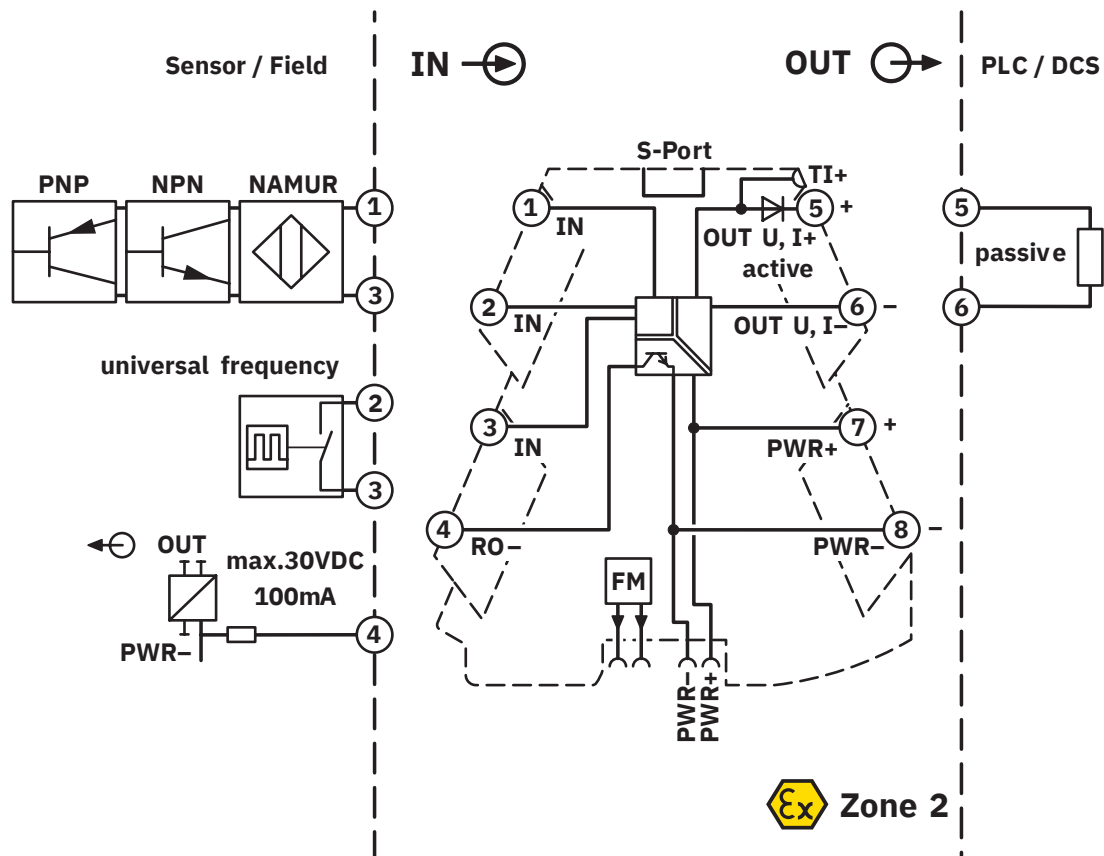 Sensor / Field
IN
OUT
PLC / DCS
S-Port
PNP
NPN
NAMUR
TI+
1
1
IN
5
+
5
OUT U, I+
active
passive
3
2
IN
6
–
6
OUT U, I–
universal frequency
2
3
IN
7
+
PWR+
3
4
RO–
8
–
PWR–
OUT
max.30VDC
100mA
FM
4
PWR–
PWR–
PWR+
Ex Zone 2